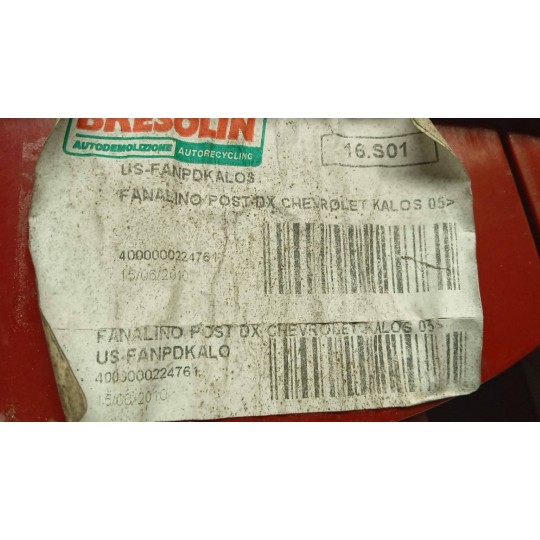 BRESOLIN
AUTODEMOLIZIONE AUTORECYCLING
16.S01
US-FANPDKALOS
FANALINO POST DX CHEVROLET KALOS 05>
4000000224761
15/06/2010
FANALINO POST DX CHEVROLET KALOS 05>
US-FANPDKALO
4000000224761
15/06/2010